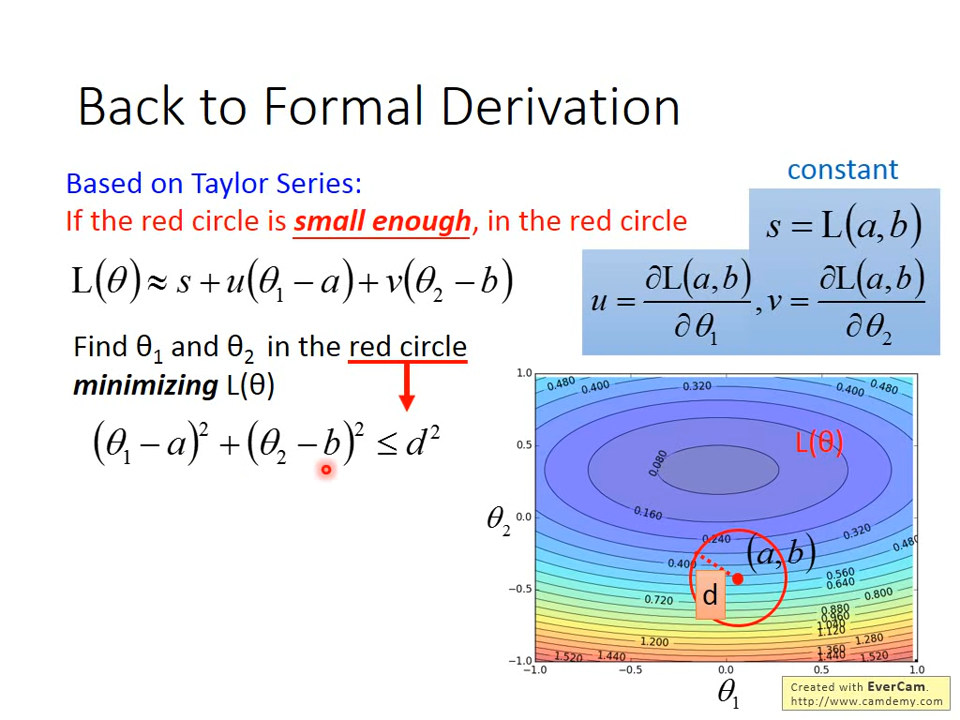 Back to Formal Derivation
Based on Taylor Series:
If the red circle is small enough, in the red circle
constant
s = L(a,b)
L(θ) ≈ s + u(θ₁ − a) + v(θ₂ − b)
u = ∂L(a,b)/∂θ₁ , v = ∂L(a,b)/∂θ₂
Find θ₁ and θ₂ in the red circle
minimizing L(θ)
(θ₁ − a)² + (θ₂ − b)² ≤ d²
1.0
0.5
0.0
−0.5
−1.0
θ₂
0.480
0.400
0.320
0.400
0.480
L(θ)
0.080
0.160
0.320
0.240
0.480
(a,b)
0.400
0.560
0.640
d
0.720
0.800
0.880
0.960
1.040
1.120
1.200
1.280
1.360
1.520
1.440
1.440
1.520
−1.0
−0.5
0.0
0.5
1.0
θ₁
Created with EverCam.
http://www.camdemy.com